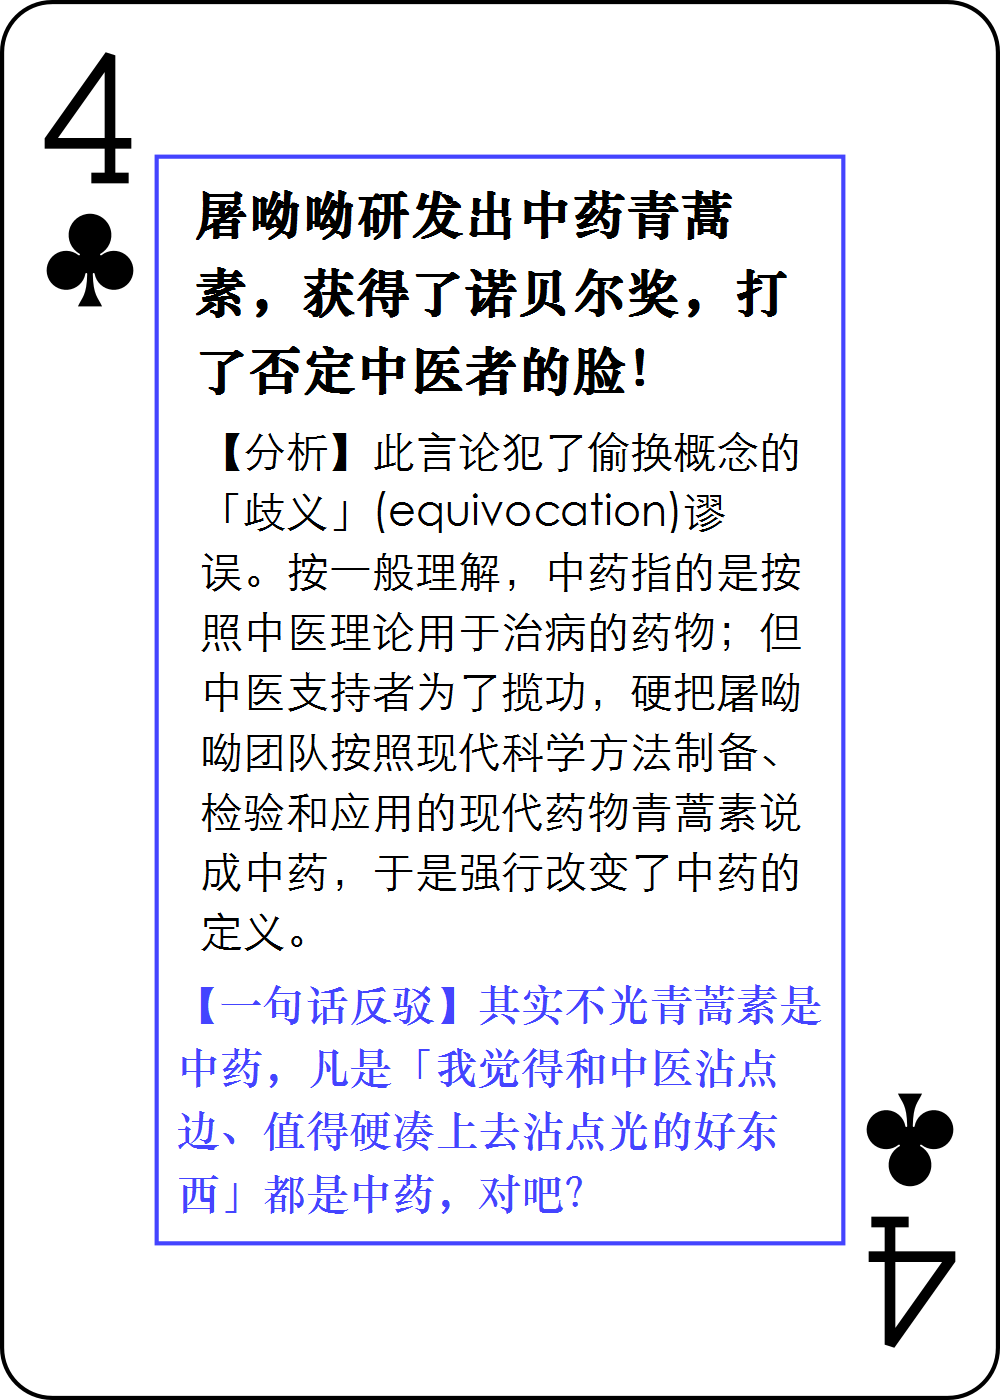 4
屠呦呦研发出中药青蒿
素，获得了诺贝尔奖，打
了否定中医者的脸！
【分析】此言论犯了偷换概念的
「歧义」(equivocation)谬
误。按一般理解，中药指的是按
照中医理论用于治病的药物；但
中医支持者为了揽功，硬把屠呦
呦团队按照现代科学方法制备、
检验和应用的现代药物青蒿素说
成中药，于是强行改变了中药的
定义。
【一句话反驳】其实不光青蒿素是
中药，凡是「我觉得和中医沾点
边、值得硬凑上去沾点光的好东
西」都是中药，对吧？
4